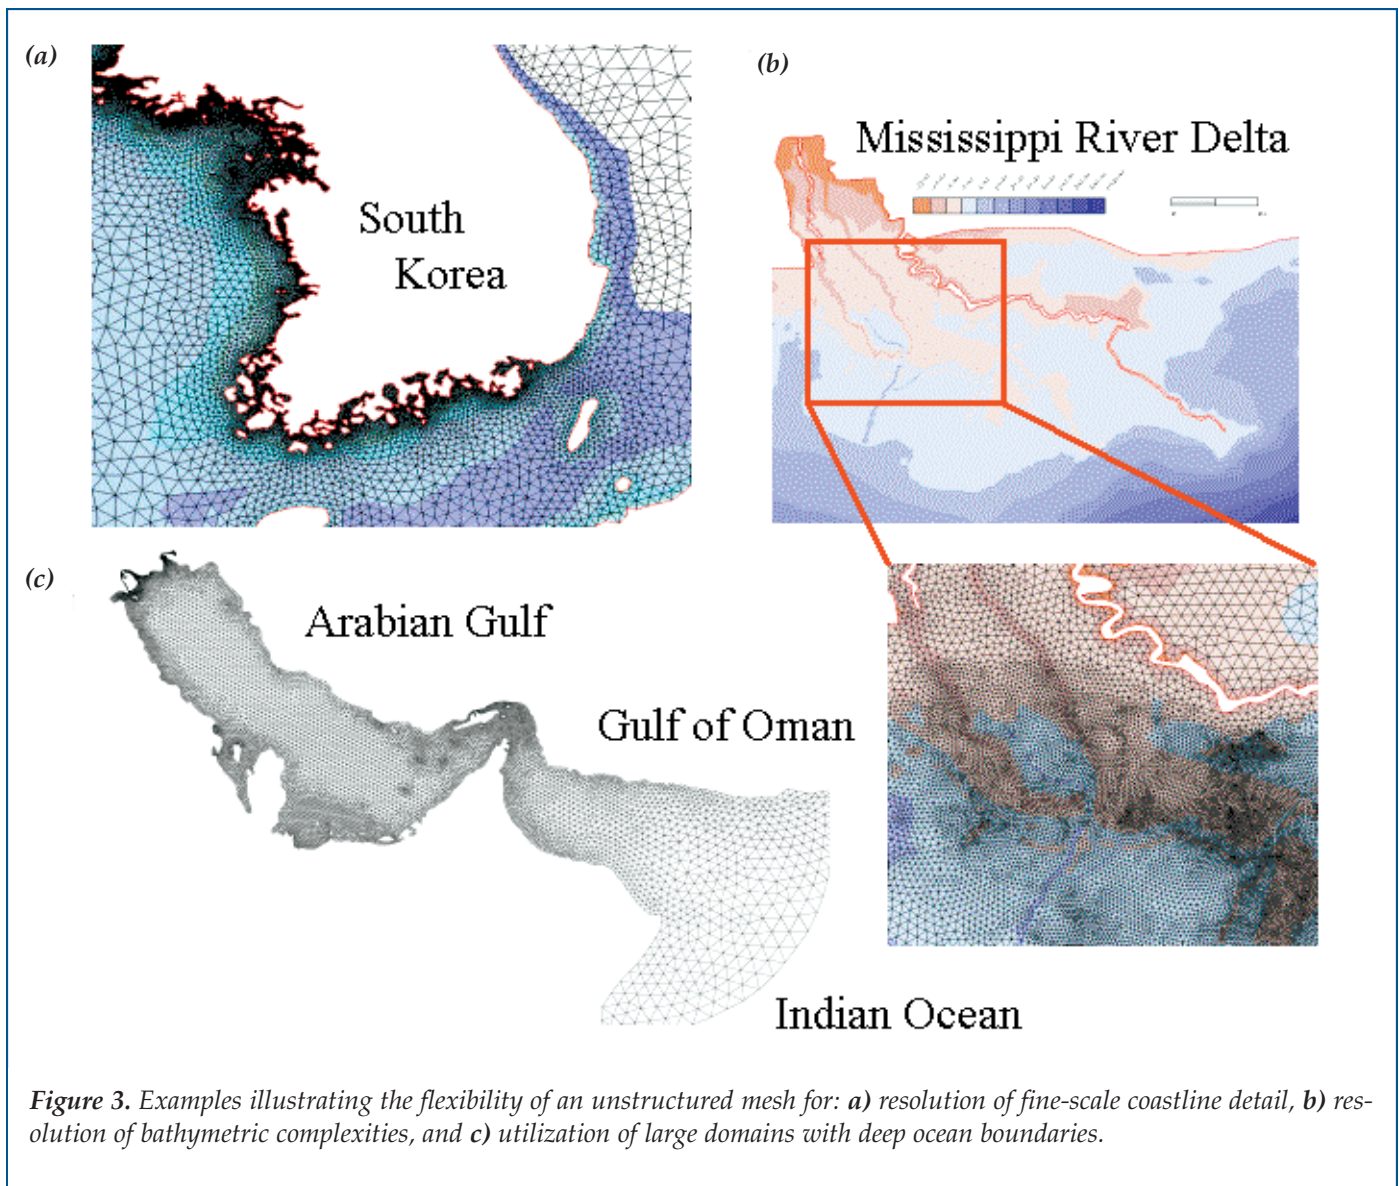 (a)
(b)
Mississippi River Delta
South
Korea
(c)
Arabian Gulf
Gulf of Oman
Indian Ocean
Figure 3. Examples illustrating the flexibility of an unstructured mesh for: a) resolution of fine-scale coastline detail, b) res-
olution of bathymetric complexities, and c) utilization of large domains with deep ocean boundaries.